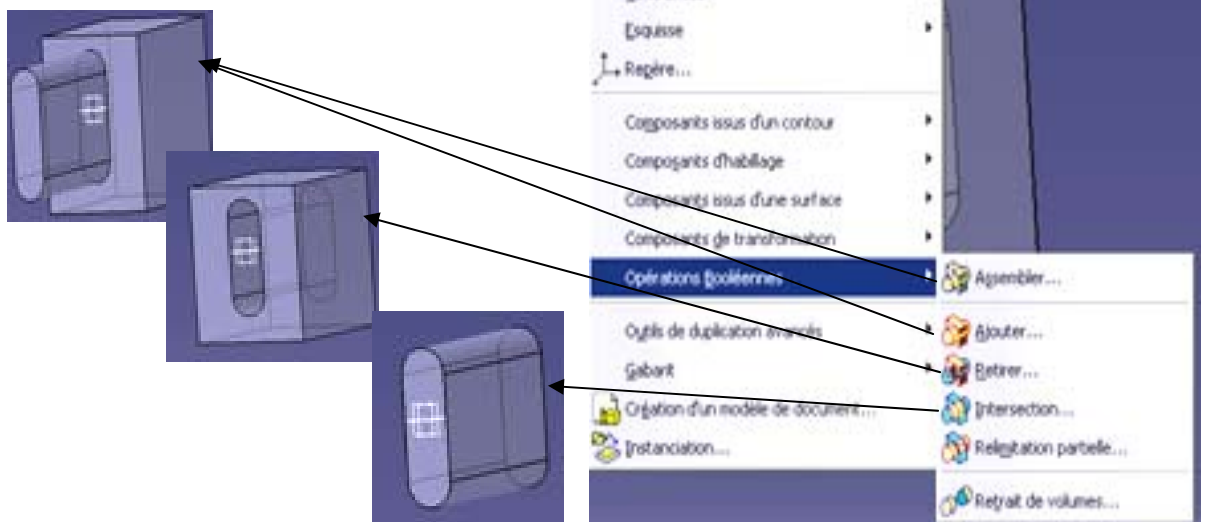 Esquisse
Repère...
Composants issus d'un contour
Composants d'habillage
Composants issus d'une surface
Composants de transformation
Opérations Booléennes
Assembler...
Outils de duplication avancés
Ajouter...
Gabarit
Retirer...
Création d'un modèle de document...
Intersection...
Instanciation...
Relimitation partielle...
Retrait de volumes...